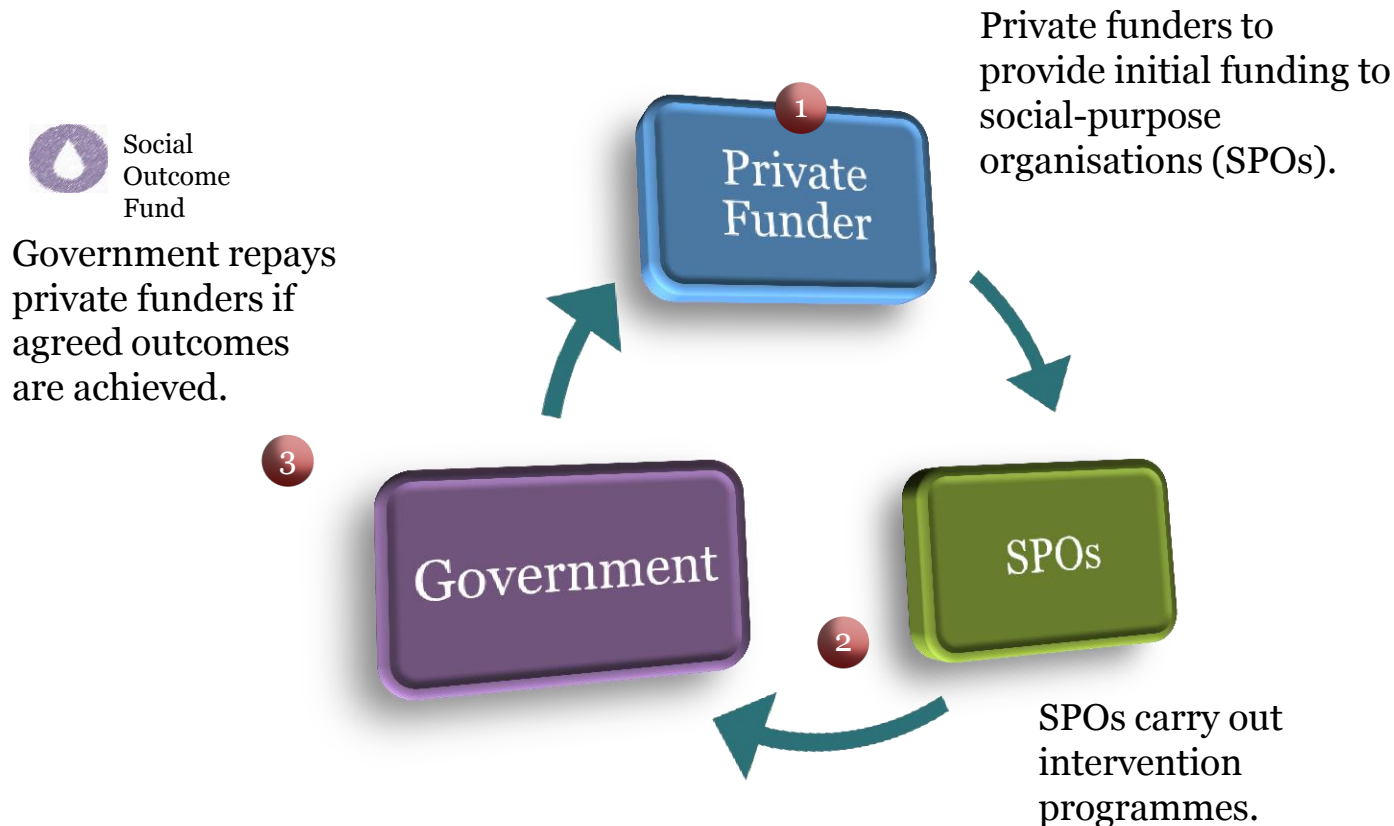 Private funders to
provide initial funding to
social-purpose
organisations (SPOs).
1
Private
Funder
Social
Outcome
Fund
Government repays
private funders if
agreed outcomes
are achieved.
3
Government
SPOs
2
SPOs carry out
intervention
programmes.